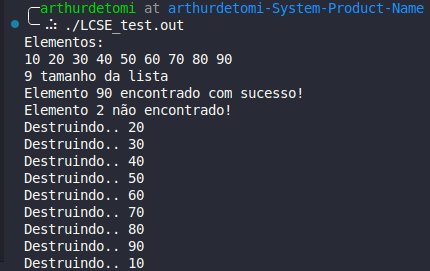 arthurdetomi at arthurdetomi-System-Product-Name
./LCSE_test.out
Elementos:
10 20 30 40 50 60 70 80 90
9 tamanho da lista
Elemento 90 encontrado com sucesso!
Elemento 2 não encontrado!
Destruindo.. 20
Destruindo.. 30
Destruindo.. 40
Destruindo.. 50
Destruindo.. 60
Destruindo.. 70
Destruindo.. 80
Destruindo.. 90
Destruindo.. 10